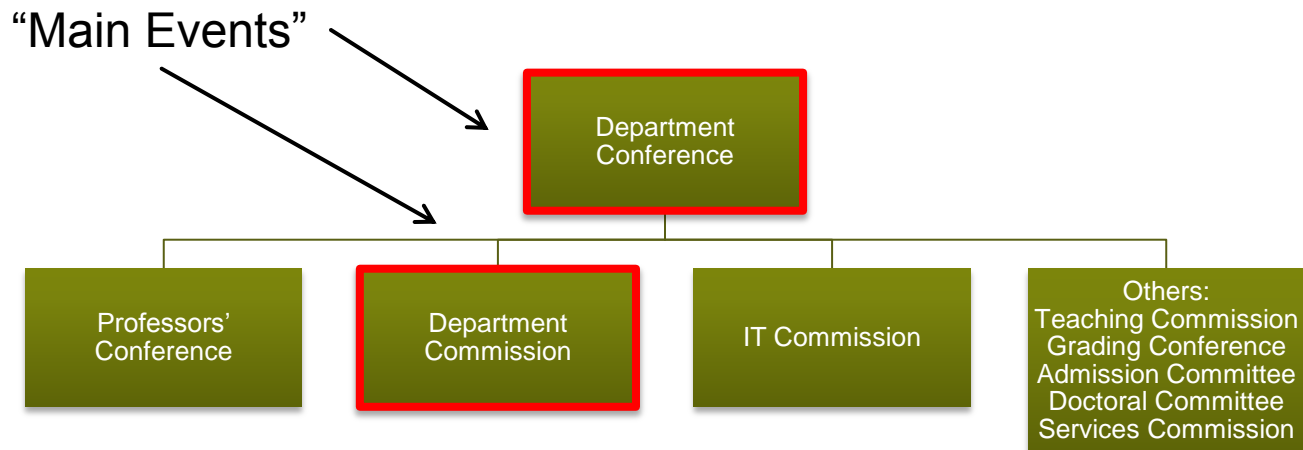 “Main Events”
Department
Conference
Professors’
Conference
Department
Commission
IT Commission
Others:
Teaching Commission
Grading Conference
Admission Committee
Doctoral Committee
Services Commission